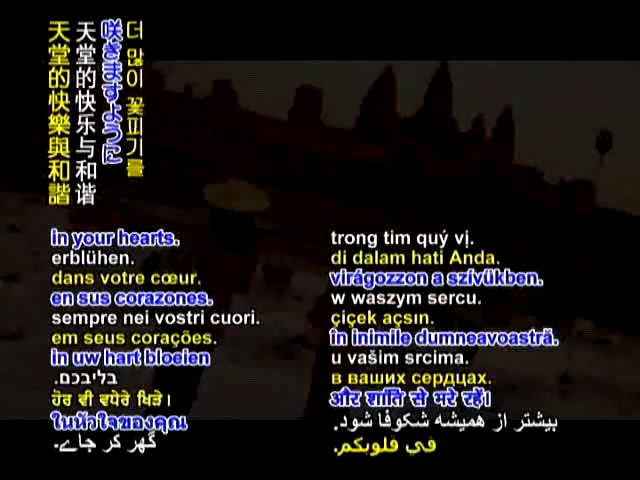 더 많이 꽃피기를
咲きますように
天堂的快乐与和谐
天堂的快樂與和諧
in your hearts.
erblühen.
dans votre cœur.
en sus corazones.
sempre nei vostri cuori.
em seus corações.
in uw hart bloeien
בליבכם.
ਹੋਰ ਵੀ ਵਧੇਰੇ ਖਿੜੇ।
ในหัวใจของคุณ
گھر کر جاے۔
trong tim quý vị.
di dalam hati Anda.
virágozzon a szívükben.
w waszym sercu.
çiçek açsın.
în inimile dumneavoastră.
u vašim srcima.
в ваших сердцах.
और शांति से भरे रहें।
بیشتر از همیشه شکوفا شود.
في قلوبكم.